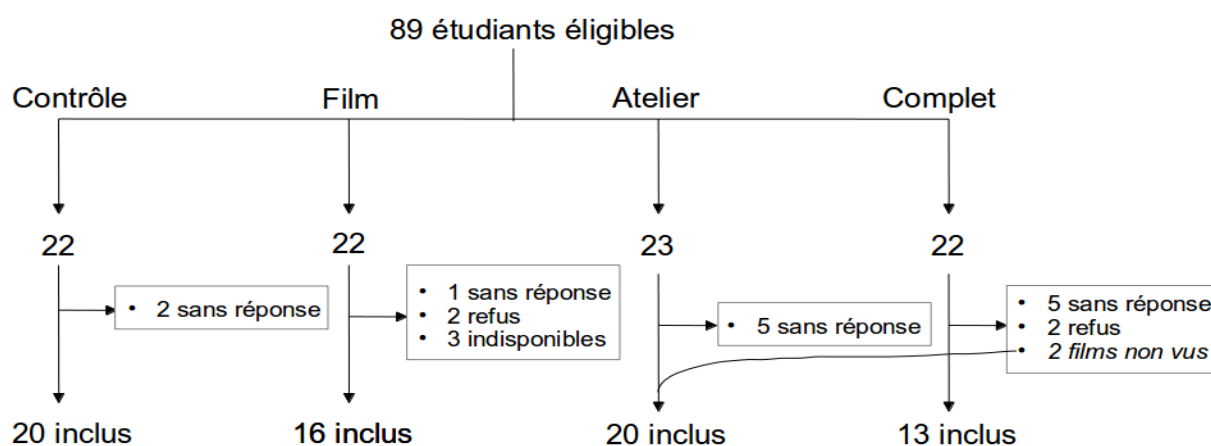 89 étudiants éligibles
Contrôle Film Atelier Complet
22 22 23 22
• 2 sans réponse
• 1 sans réponse
• 2 refus
• 3 indisponibles
• 5 sans réponse
• 5 sans réponse
• 2 refus
• 2 films non vus
20 inclus 16 inclus 20 inclus 13 inclus